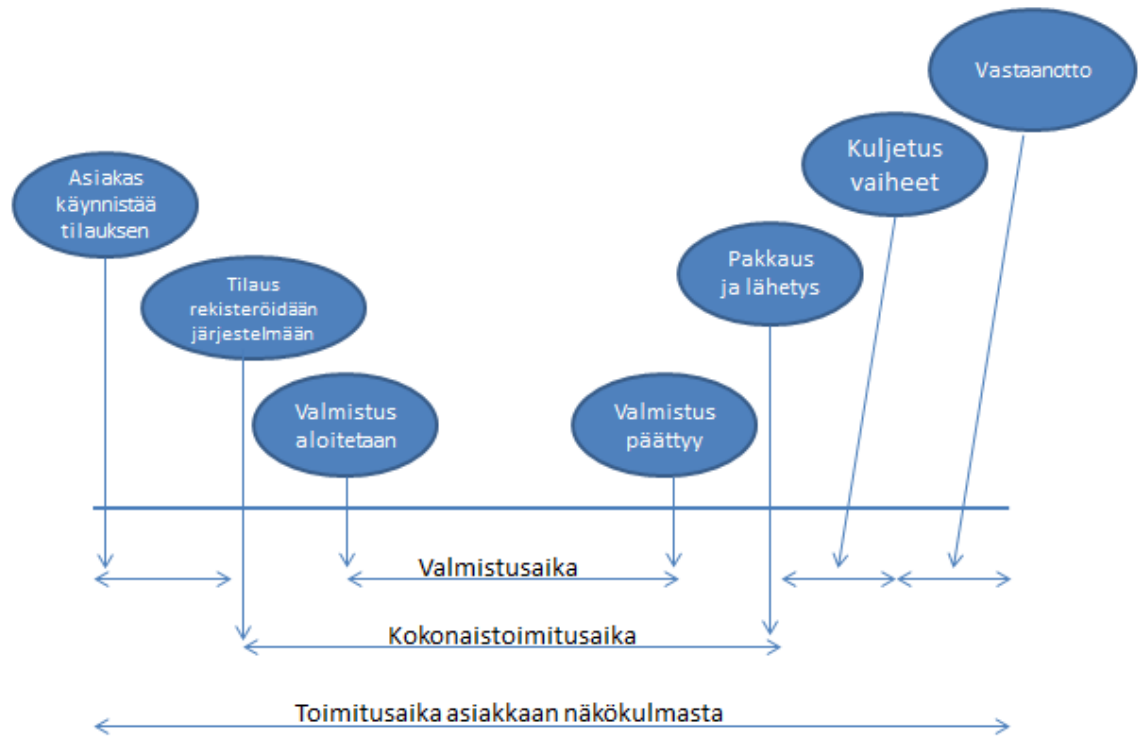 Vastaanotto
Kuljetus
vaiheet
Asiakas
käynnistää
tilauksen
Pakkaus
ja lähetys
Tilaus
rekisteröidään
järjestelmään
Valmistus
aloitetaan
Valmistus
päättyy
Valmistusaika
Kokonaistoimitusaika
Toimitusaika asiakkaan näkökulmasta